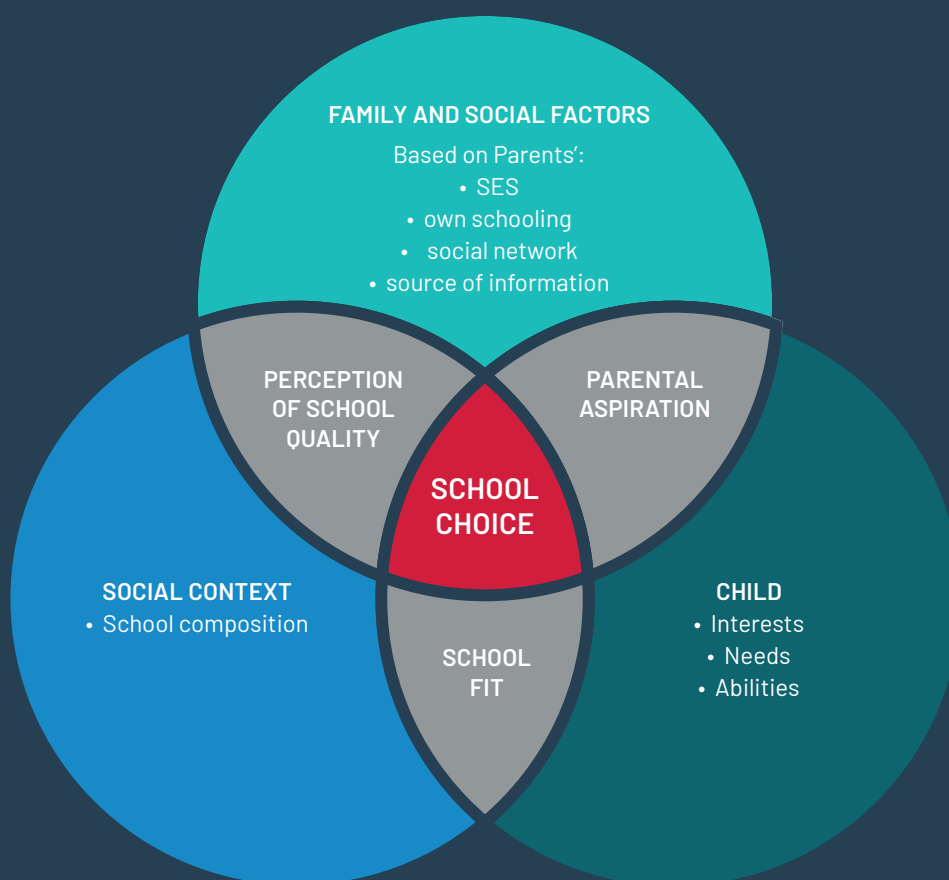 FAMILY AND SOCIAL FACTORS
Based on Parents’:
• SES
• own schooling
• social network
• source of information
PERCEPTION
OF SCHOOL
QUALITY
PARENTAL
ASPIRATION
SCHOOL
CHOICE
SOCIAL CONTEXT
• School composition
CHILD
• Interests
• Needs
• Abilities
SCHOOL
FIT